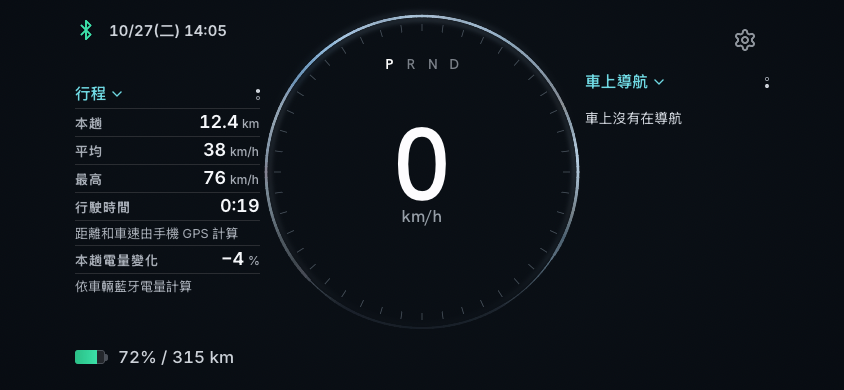 10/27(二) 14:05
P R N D
行程
本趟 12.4 km
平均 38 km/h
最高 76 km/h
行駛時間 0:19
距離和車速由手機 GPS 計算
本趟電量變化 −4 %
依車輛藍牙電量計算
0
km/h
車上導航
車上沒有在導航
72% / 315 km